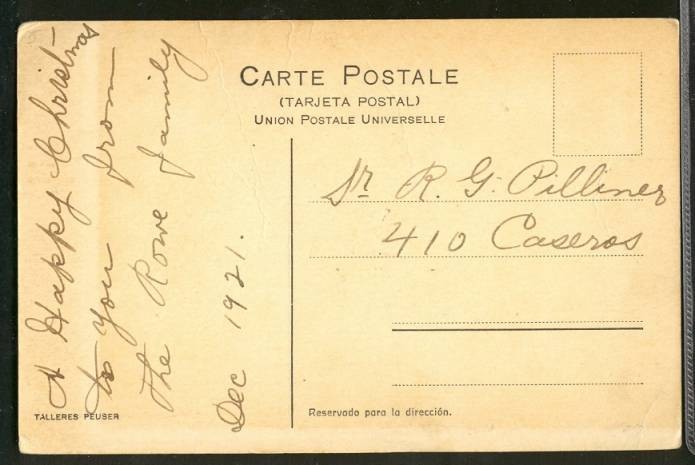 CARTE POSTALE
(TARJETA POSTAL)
UNION POSTALE UNIVERSELLE
A Happy Christmas
to you from
The Rowe family
Dec 1921.
Sr R. G. Pilliner
410 Caseros
TALLERES PEUSER
Reservado para la dirección.